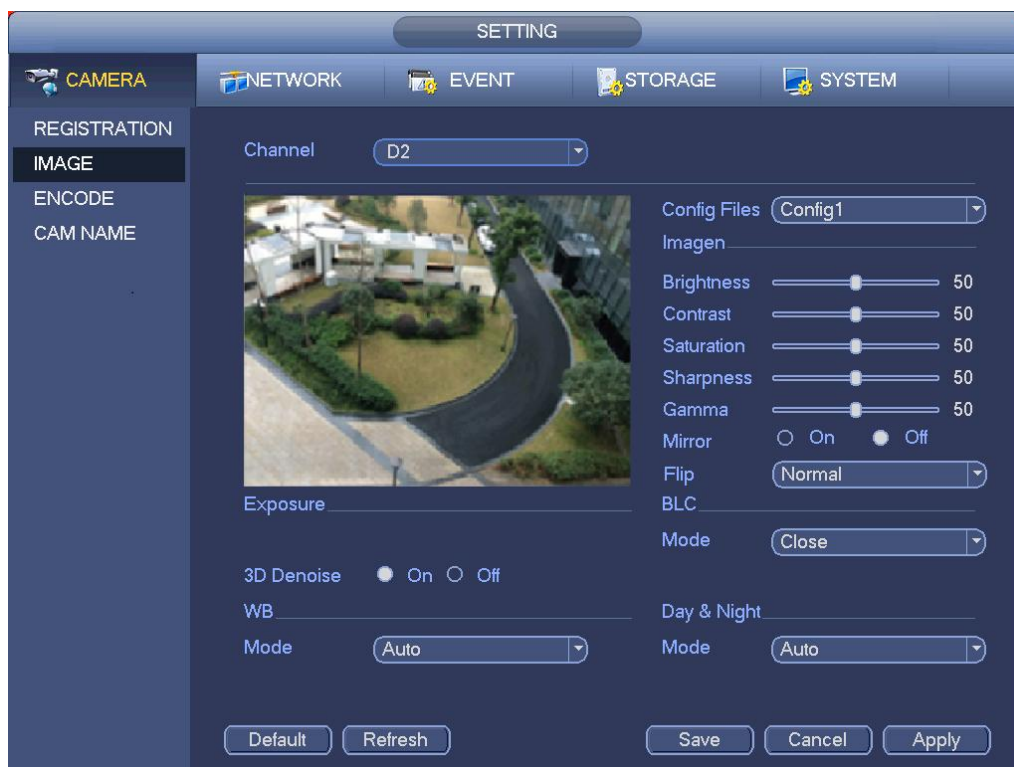 SETTING
CAMERA NETWORK EVENT STORAGE SYSTEM
REGISTRATION
IMAGE
ENCODE
CAM NAME
Channel D2
Config Files Config1
Imagen
Brightness 50
Contrast 50
Saturation 50
Sharpness 50
Gamma 50
Mirror On Off
Flip Normal
Exposure
BLC
Mode Close
3D Denoise On Off
WB
Day & Night
Mode Auto
Mode Auto
Default Refresh Save Cancel Apply